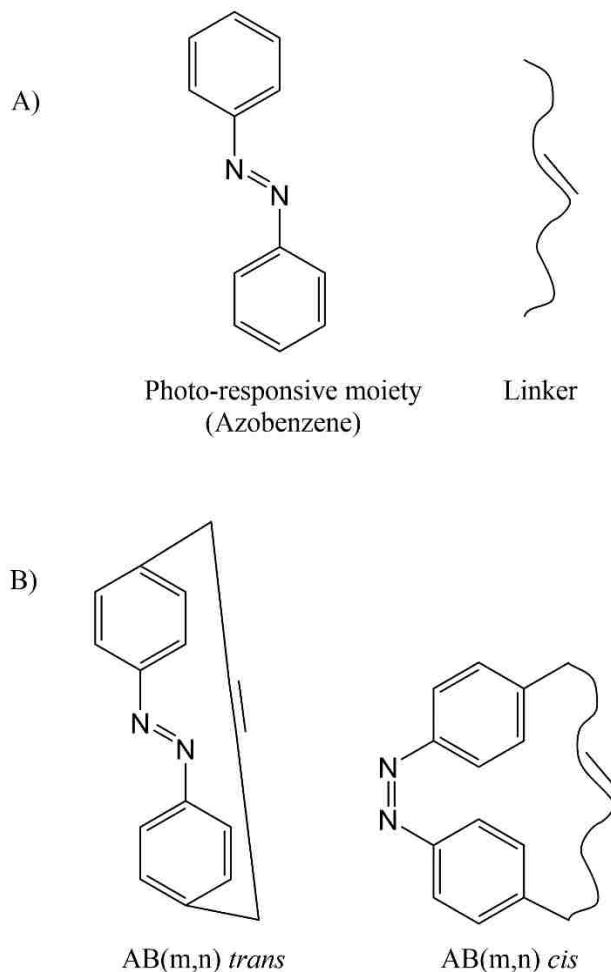 A)
N
N
Photo-responsive moiety
(Azobenzene)
Linker
B)
N
N
N
N
AB(m,n) trans
AB(m,n) cis